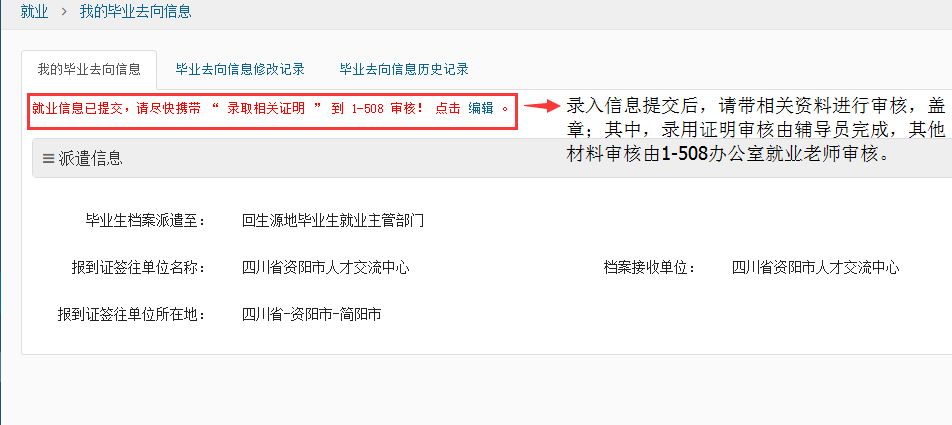 就业 > 我的毕业去向信息
我的毕业去向信息 毕业去向信息修改记录 毕业去向信息历史记录
就业信息已提交，请尽快携带 “ 录取相关证明 ” 到 1-508 审核！ 点击 编辑 。
录入信息提交后，请带相关资料进行审核，盖
章；其中，录用证明审核由辅导员完成，其他
材料审核由1-508办公室就业老师审核。
派遣信息
毕业生档案派遣至： 回生源地毕业生就业主管部门
报到证签往单位名称： 四川省资阳市人才交流中心 档案接收单位： 四川省资阳市人才交流中心
报到证签往单位所在地： 四川省-资阳市-简阳市